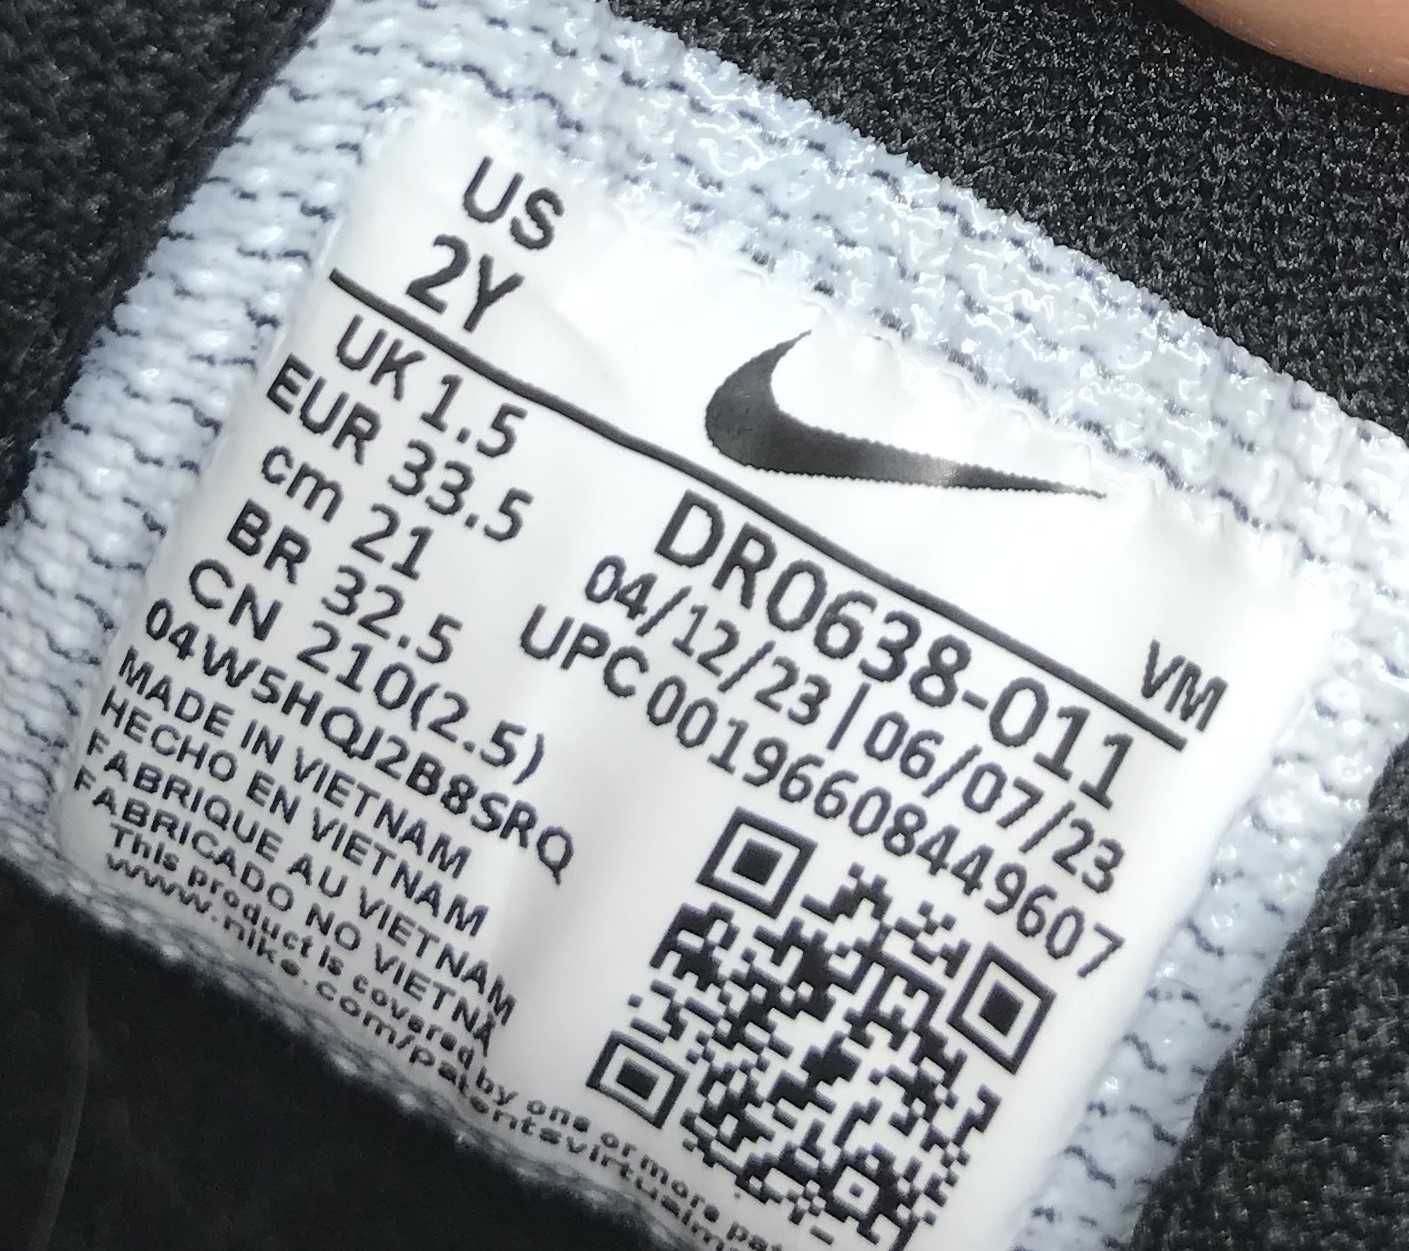 US
2Y
VM
UK 1.5
EUR 33.5
cm 21
BR 32.5
CN 210(2.5)
04W5HQJ2B8SRQ
MADE IN VIETNAM
HECHO EN VIETNAM
FABRIQUE AU VIETNAM
FABRICADO NO VIETNÃ
This product is covered by one or more pat
www.nike.com/patentsvirtualm
DR0638-011
04/12/23 | 06/07/23
UPC 00196608449607